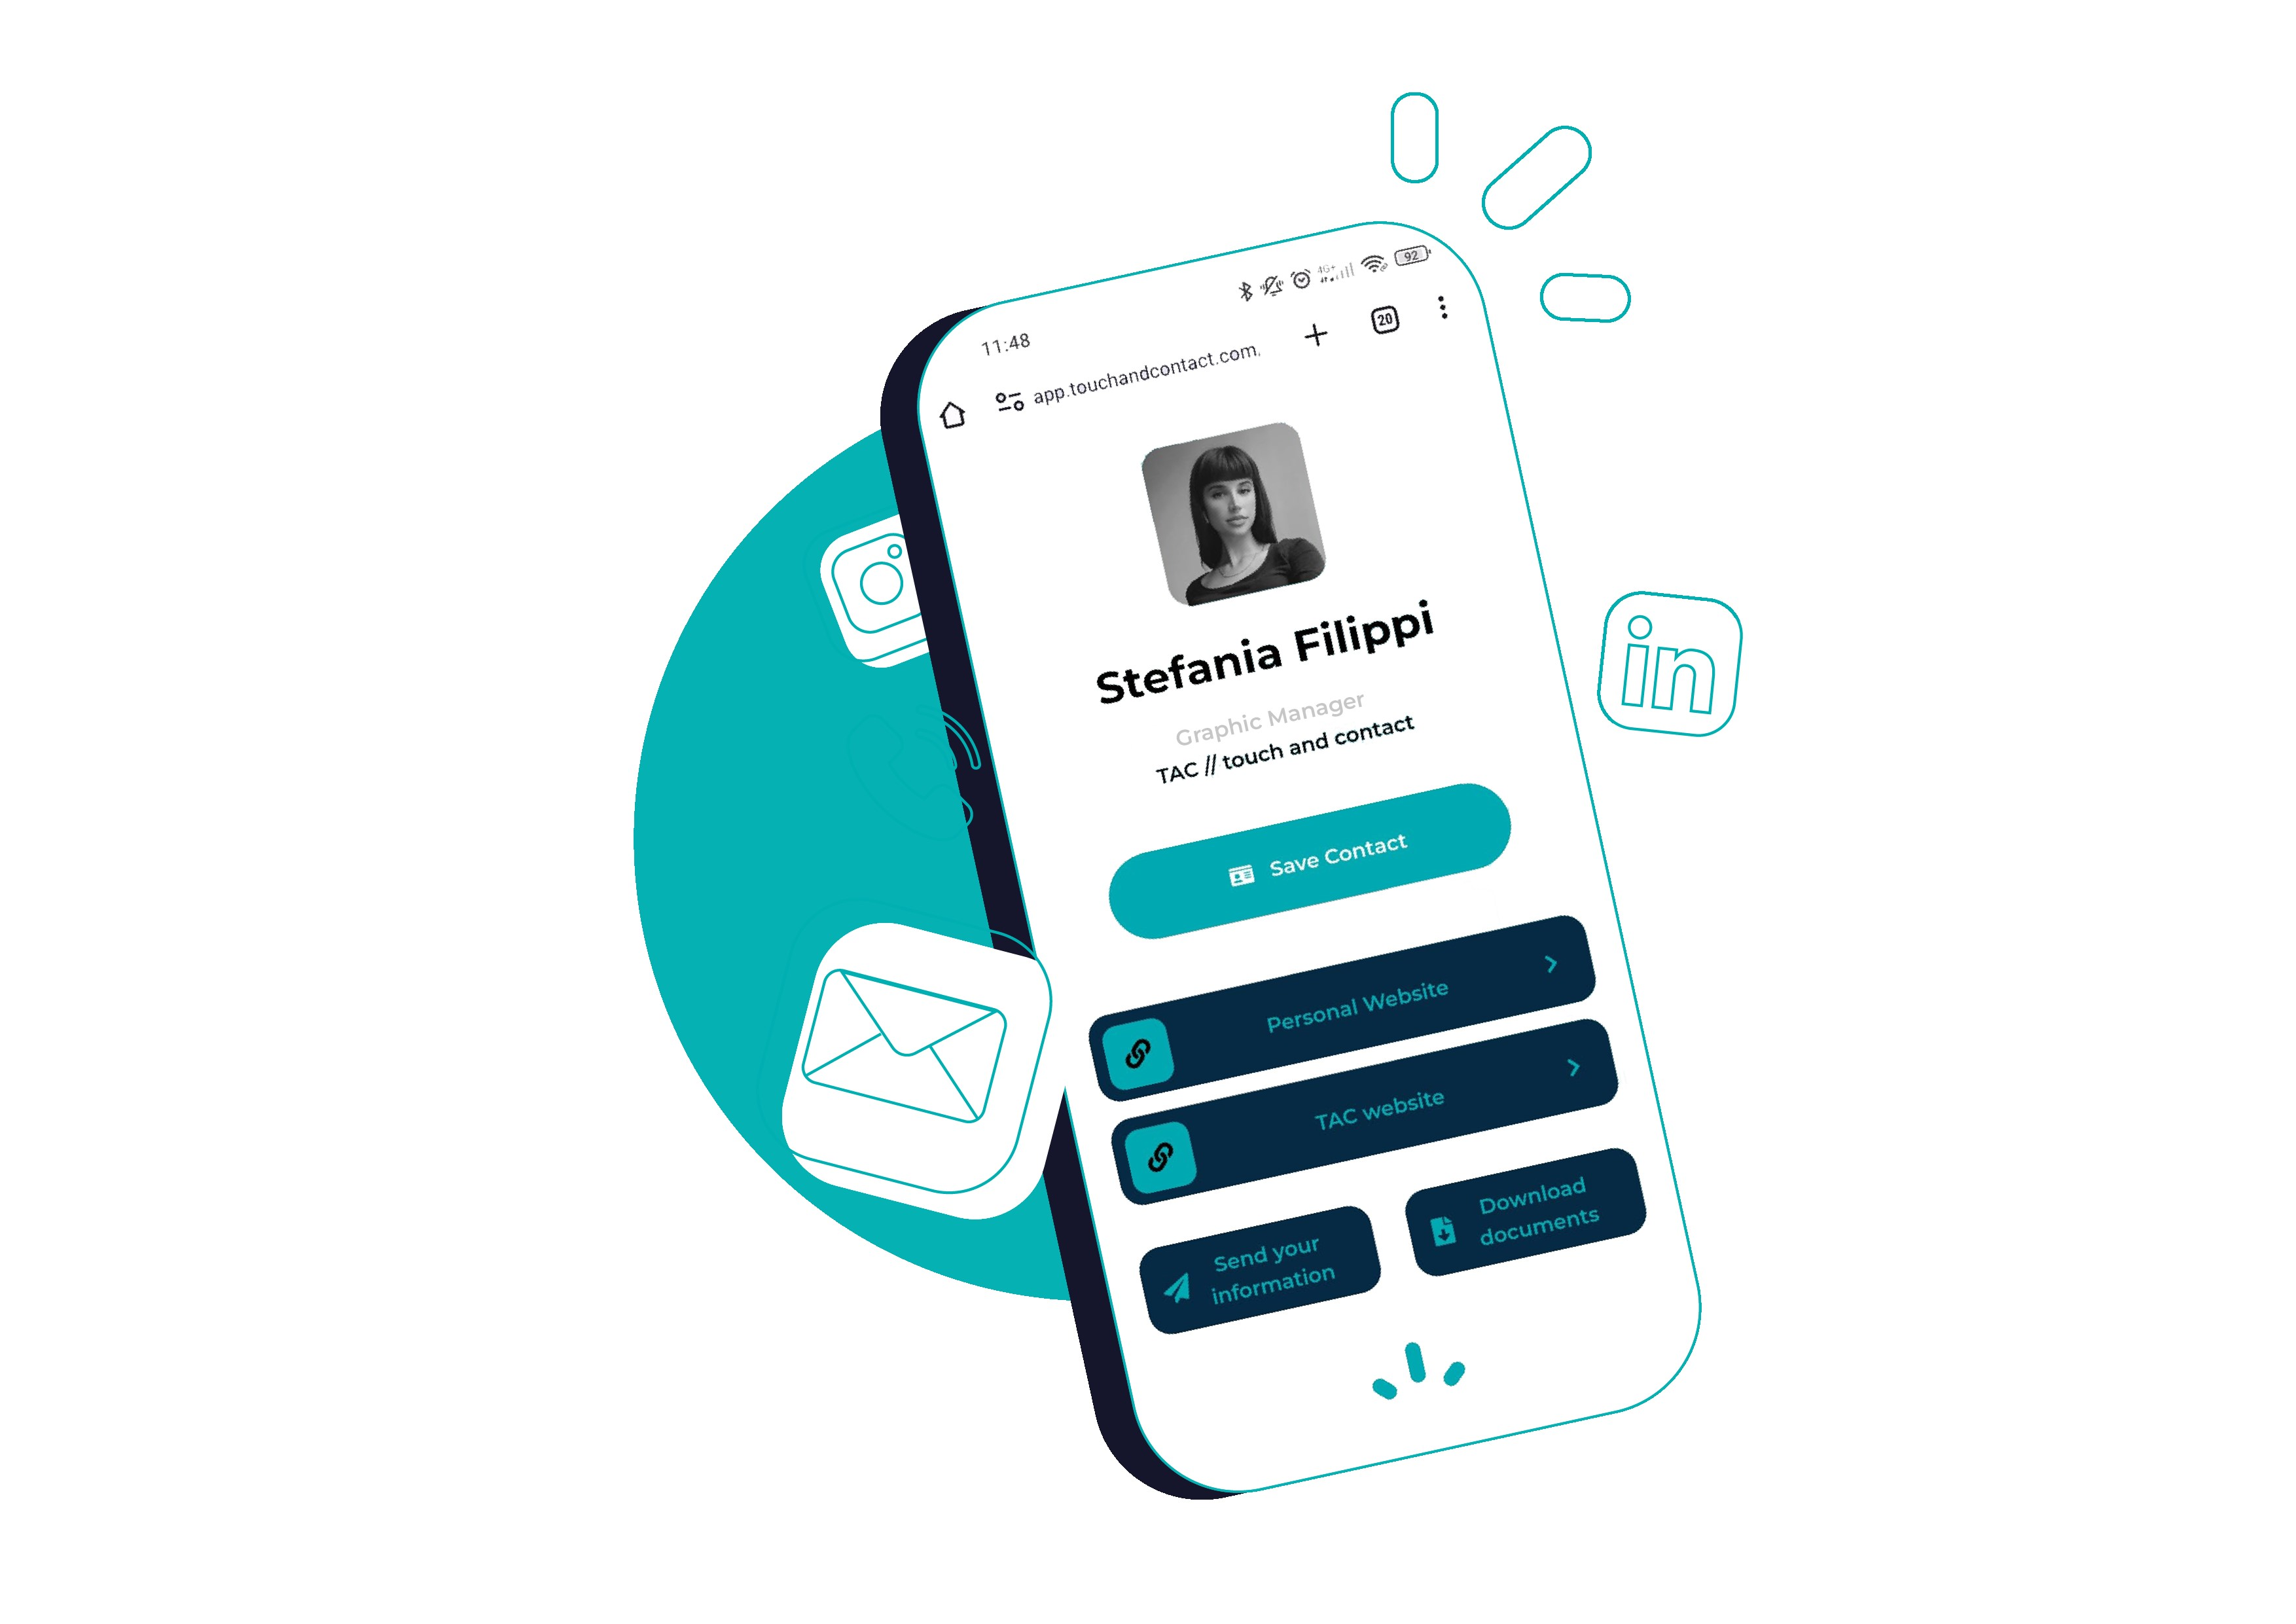 11:48
4G+
92
app.touchandcontact.com.
20
Stefania Filippi
Graphic Manager
TAC // touch and contact
Save Contact
Personal Website
TAC website
Send your
information
Download
documents
in